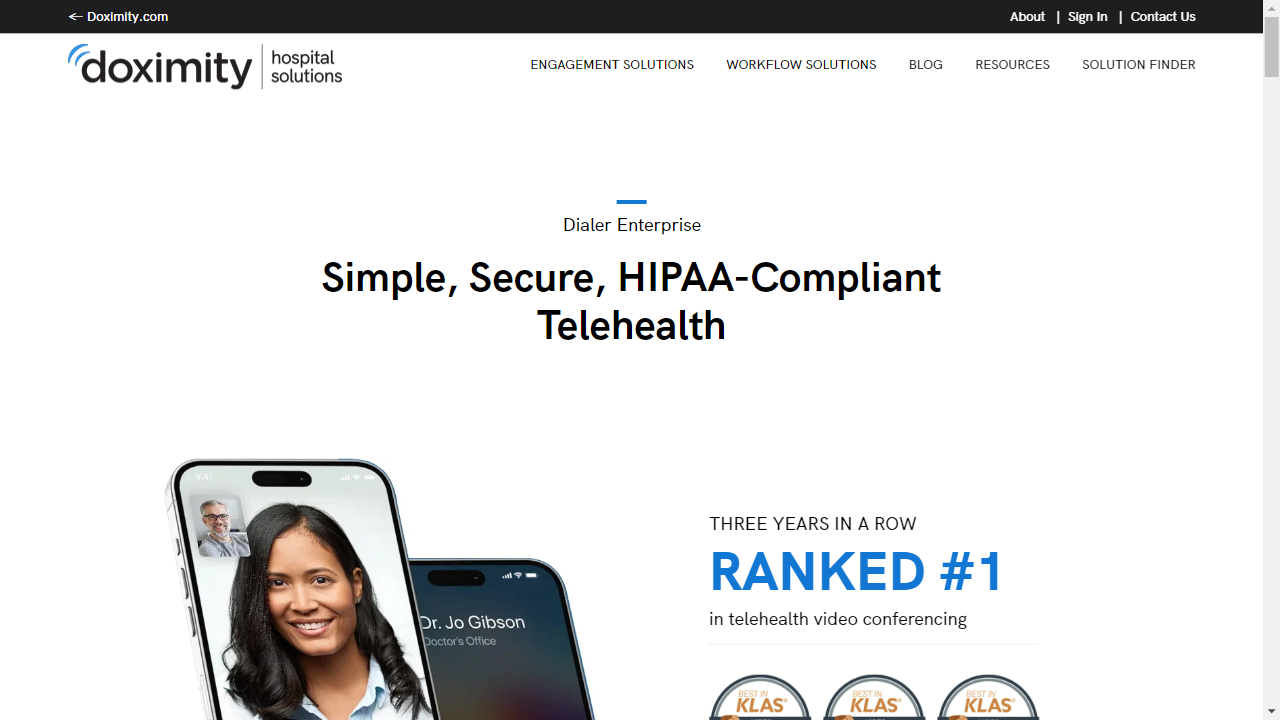 ← Doximity.com
About | Sign In | Contact Us
doximity
hospital
solutions
ENGAGEMENT SOLUTIONS WORKFLOW SOLUTIONS BLOG RESOURCES SOLUTION FINDER
Dialer Enterprise
Simple, Secure, HIPAA-Compliant
Telehealth
9:41
Dr. Jo Gibson
Doctor's Office
THREE YEARS IN A ROW
RANKED #1
in telehealth video conferencing
BEST IN
KLAS®
BEST IN
KLAS®
BEST IN
KLAS®